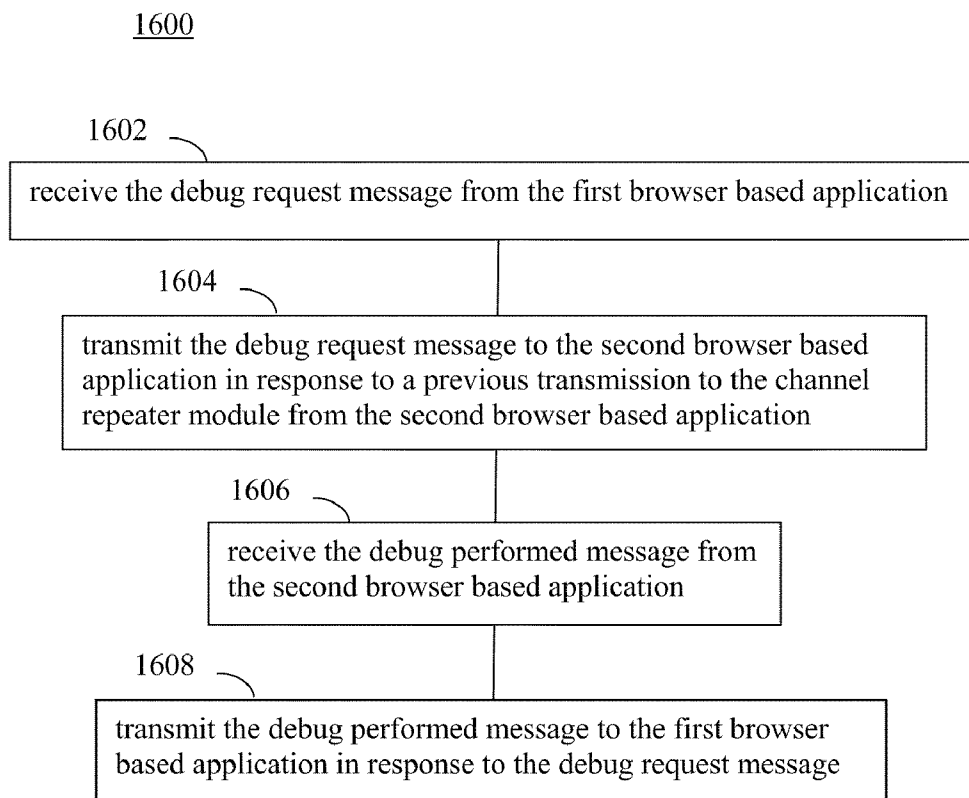 1600
1602
receive the debug request message from the first browser based application
1604
transmit the debug request message to the second browser based
application in response to a previous transmission to the channel
repeater module from the second browser based application
1606
receive the debug performed message from
the second browser based application
1608
transmit the debug performed message to the first browser
based application in response to the debug request message